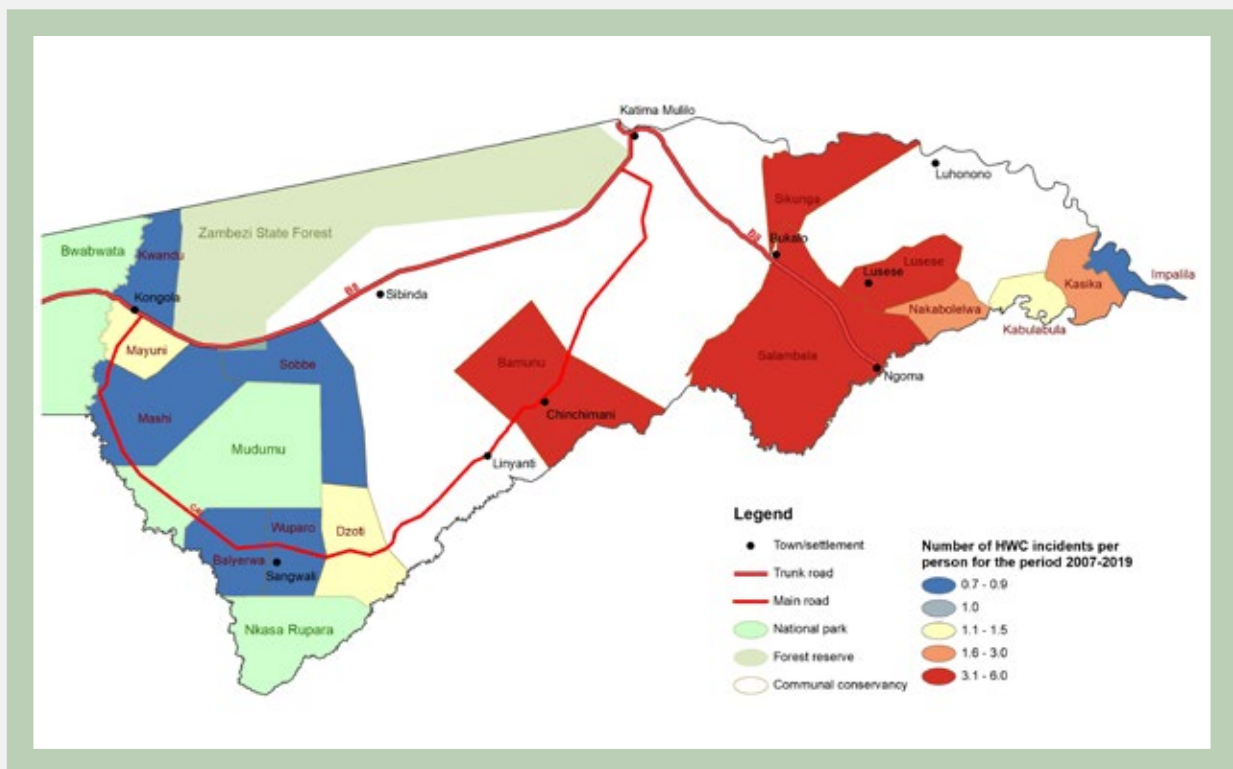 Katima Mulilo
Luhonono
Sikunga
Zambezi State Forest
Bwabwata
Kwandu
Bukalo
B8
Lusese
Lusese
Impalila
Kasika
B8
Sibinda
Kongola
Nakabolelwa
Kabulabula
Mayuni
Salambala
Sobbe
Bamunu
Ngoma
Mashi
Chinchimani
Mudumu
Linyanti
Wuparo
Dzoti
Balyerwa
Sangwali
Nkasa Rupara
Legend
Town/settlement
Trunk road
Main road
National park
Forest reserve
Communal conservancy
Number of HWC incidents per
person for the period 2007-2019
0.7 - 0.9
1.0
1.1 - 1.5
1.6 - 3.0
3.1 - 6.0